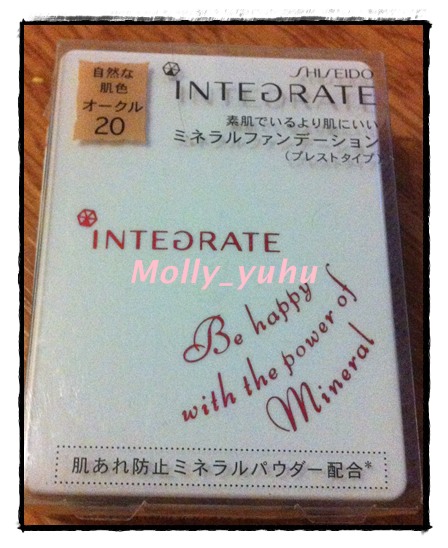 自然な
肌色
オークル
20
SHISEIDO
INTEGRATE
素肌でいるより肌にいい
ミネラルファンデーション
(プレストタイプ)
INTEGRATE
Molly_yuhu
Be happy
with the power of
Mineral
肌あれ防止ミネラルパウダー配合*